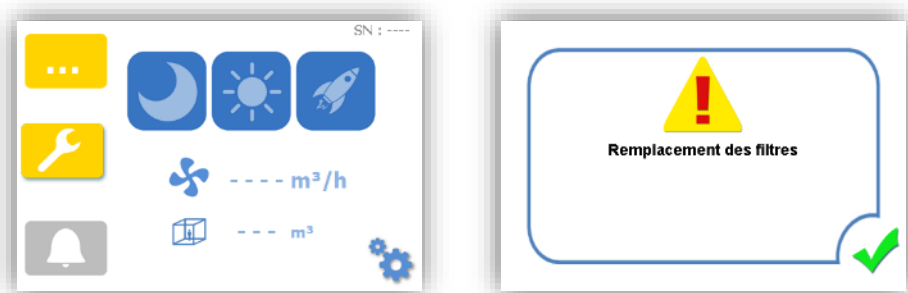 SN : ----
...
---- m³/h
--- m³
Remplacement des filtres